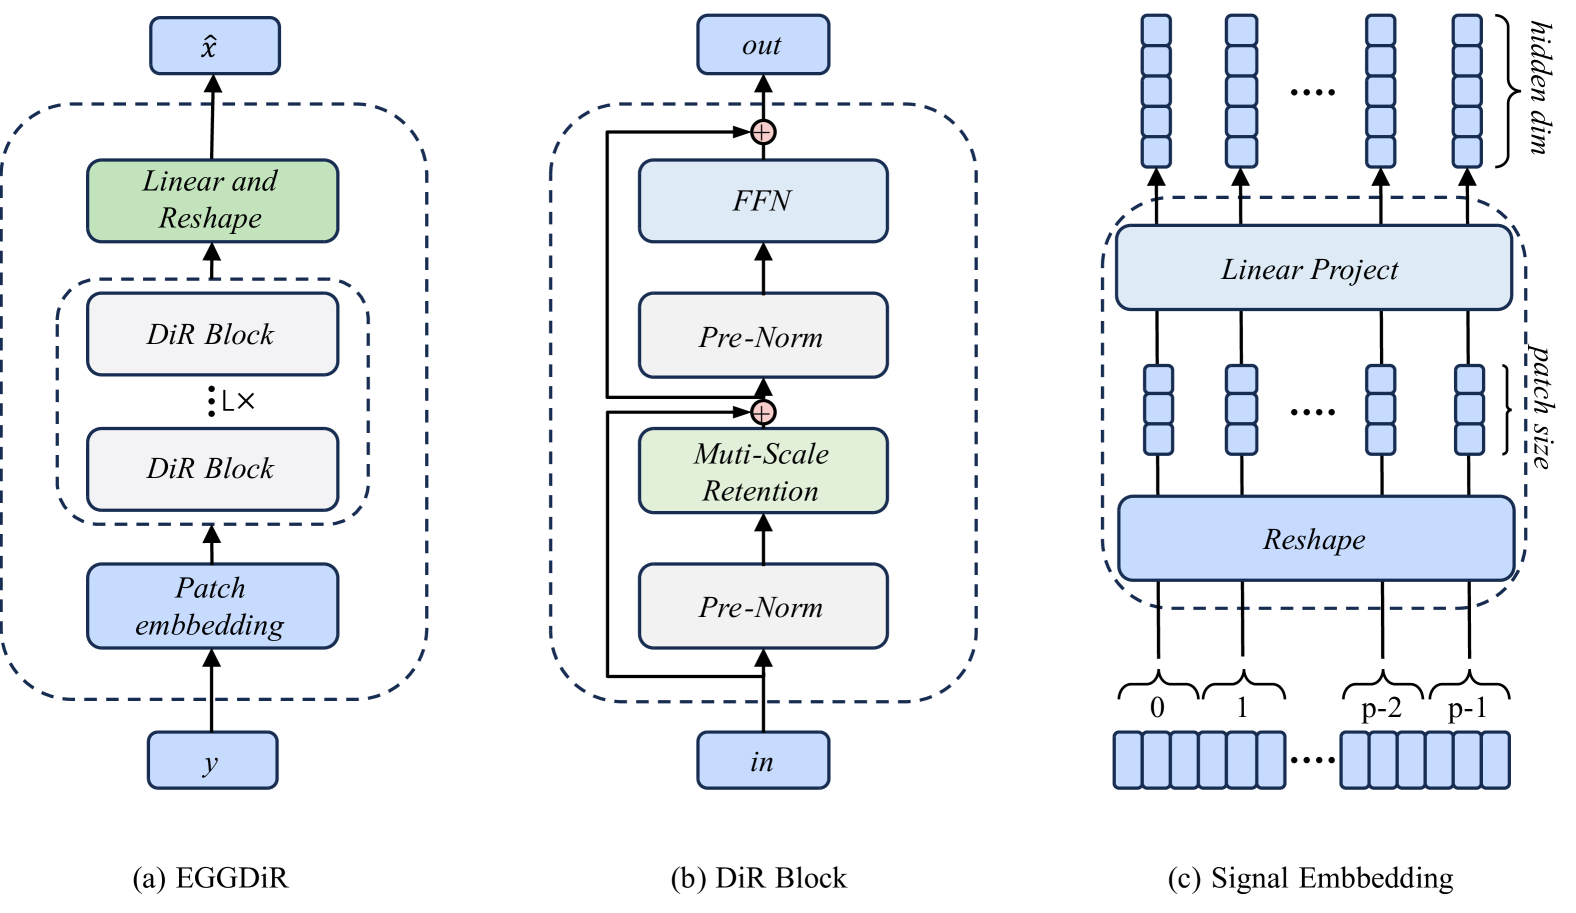 x̂
Linear and
Reshape
DiR Block
L×
DiR Block
Patch
embbedding
y
(a) EGGDiR
out
+
FFN
Pre-Norm
+
Muti-Scale
Retention
Pre-Norm
in
(b) DiR Block
hidden dim
Linear Project
patch size
Reshape
0 1 p-2 p-1
(c) Signal Embbedding